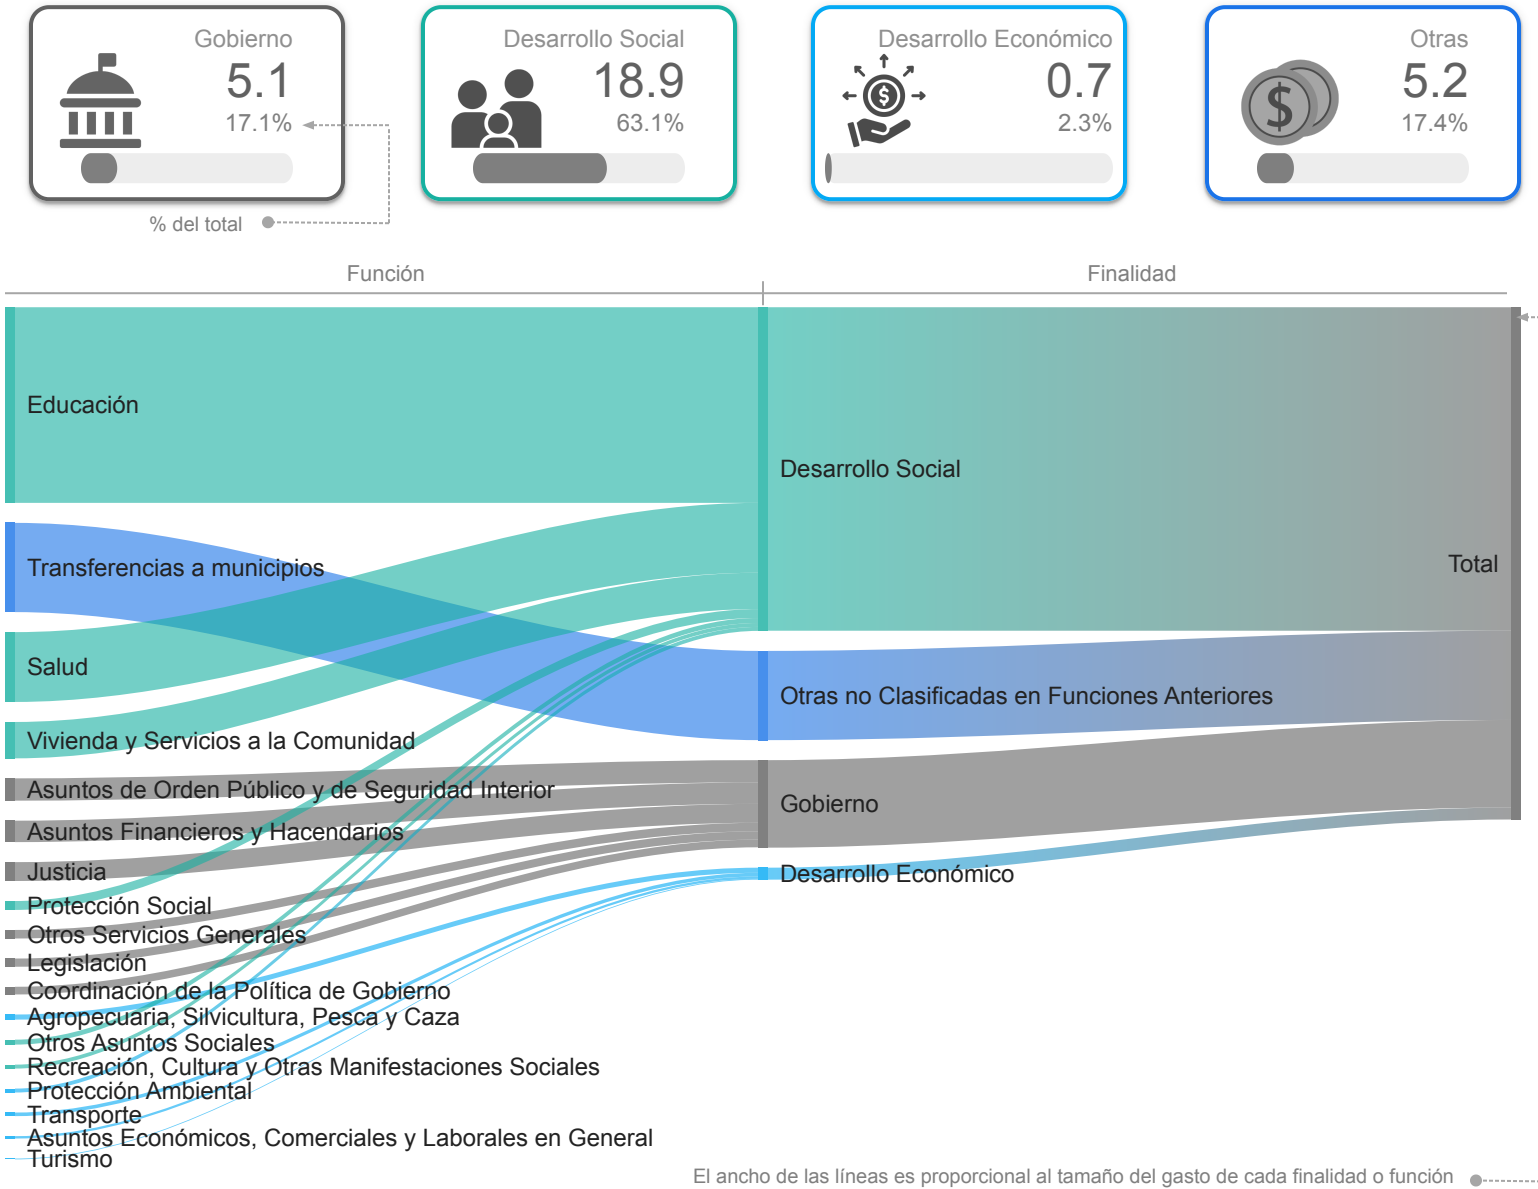 Gobierno
5.1
17.1%
Desarrollo Social
18.9
63.1%
Desarrollo Económico
0.7
2.3%
Otras
5.2
17.4%
% del total
Función
Finalidad
Educación
Desarrollo Social
Total
Transferencias a municipios
Salud
Otras no Clasificadas en Funciones Anteriores
Vivienda y Servicios a la Comunidad
Asuntos de Orden Público y de Seguridad Interior
Gobierno
Asuntos Financieros y Hacendarios
Justicia
Desarrollo Económico
Protección Social
Otros Servicios Generales
Legislación
Coordinación de la Política de Gobierno
Agropecuaria, Silvicultura, Pesca y Caza
Otros Asuntos Sociales
Recreación, Cultura y Otras Manifestaciones Sociales
Protección Ambiental
Transporte
Asuntos Económicos, Comerciales y Laborales en General
Turismo
El ancho de las líneas es proporcional al tamaño del gasto de cada finalidad o función